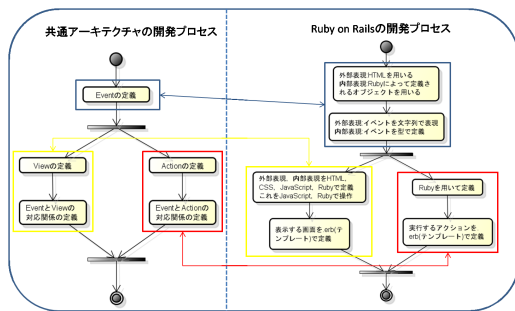 共通アーキテクチャの開発プロセス
Eventの定義
Viewの定義
EventとViewの
対応関係の定義
Actionの定義
EventとActionの
対応関係の定義
Ruby on Railsの開発プロセス
外部表現:HTMLを用いる
内部表現:Rubyによって定義さ
れるオブジェクトを用いる
外部表現:イベントを文字列で表現
内部表現:イベントを型で定義
外部表現、内部表現をHTML,
CSS, JavaScript, Rubyで定義
これをJavaScript, Rubyで操作
表示する画面を.erb(テ
ンプレート)で定義
Rubyを用いて定義
実行するアクションを.
erb(テンプレート)で定義